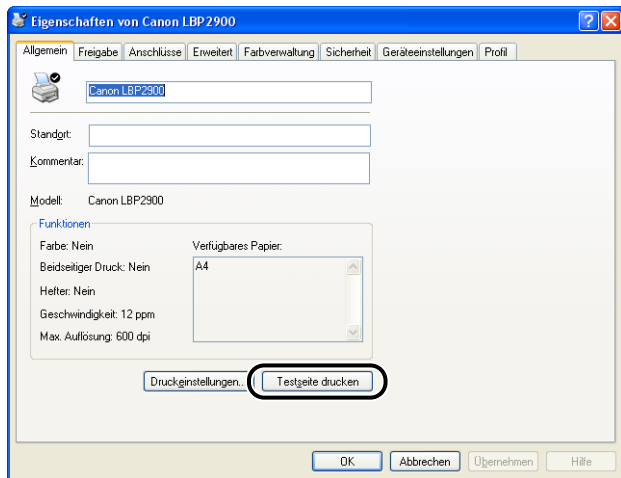 Eigenschaften von Canon LBP2900
Allgemein Freigabe Anschlüsse Erweitert Farbverwaltung Sicherheit Geräteeinstellungen Profil
Canon LBP2900
Standort:
Kommentar:
Modell: Canon LBP2900
Funktionen
Farbe: Nein Verfügbares Papier:
Beidseitiger Druck: Nein A4
Hefter: Nein
Geschwindigkeit: 12 ppm
Max. Auflösung: 600 dpi
Druckeinstellungen... Testseite drucken
OK Abbrechen Übernehmen Hilfe